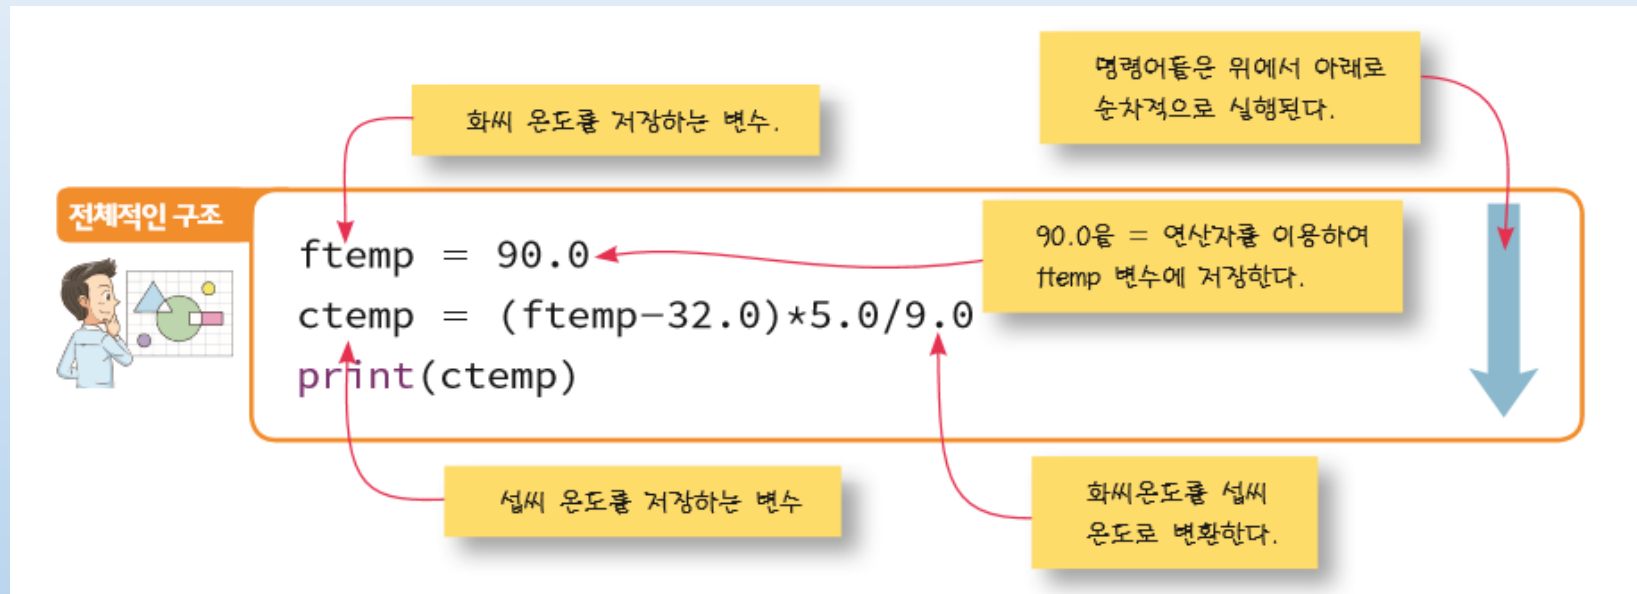 명령어들은 위에서 아래로
순차적으로 실행된다.
화씨 온도를 저장하는 변수.
전체적인 구조
90.0을 = 연산자를 이용하여
ftemp 변수에 저장한다.
ftemp = 90.0
ctemp = (ftemp-32.0)*5.0/9.0
print(ctemp)
섭씨 온도를 저장하는 변수
화씨온도를 섭씨
온도로 변환한다.